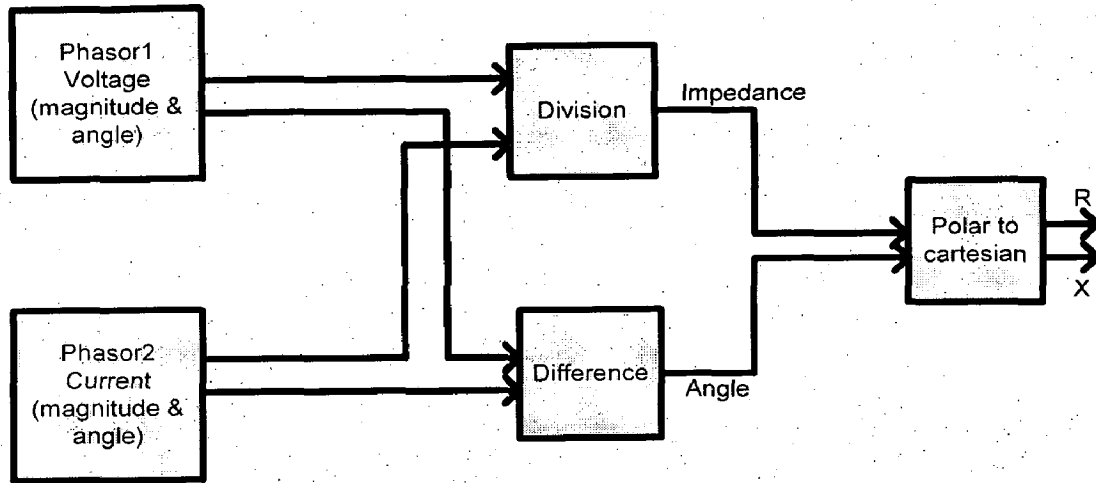 Phasor1
Voltage
(magnitude &
angle)
Division
Impedance
Polar to
cartesian
R
X
Phasor2
Current
(magnitude &
angle)
Difference
Angle